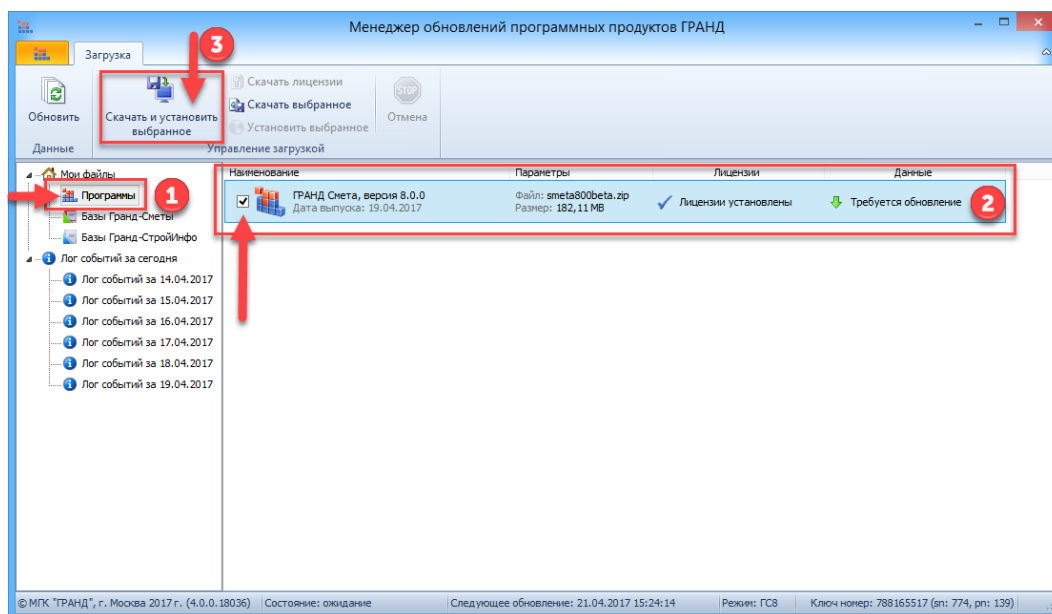 Менеджер обновлений программных продуктов ГРАНД
Загрузка
3
Обновить
Скачать и установить
выбранное
Скачать лицензии
Скачать выбранное
Установить выбранное
STOP
Отмена
Данные
Управление загрузкой
Мои файлы
Программы
1
Базы Гранд-Сметы
Базы Гранд-СтройИнфо
Лог событий за сегодня
Лог событий за 14.04.2017
Лог событий за 15.04.2017
Лог событий за 16.04.2017
Лог событий за 17.04.2017
Лог событий за 18.04.2017
Лог событий за 19.04.2017
Наименование Параметры Лицензии Данные
ГРАНД Смета, версия 8.0.0
Дата выпуска: 19.04.2017
Файл: smeta800beta.zip
Размер: 182,11 MB
Лицензии установлены
Требуется обновление
2
© МГК "ГРАНД", г. Москва 2017 г. (4.0.0.18036) Состояние: ожидание Следующее обновление: 21.04.2017 15:24:14 Режим: ГС8 Ключ номер: 788165517 (sn: 774, pn: 139)